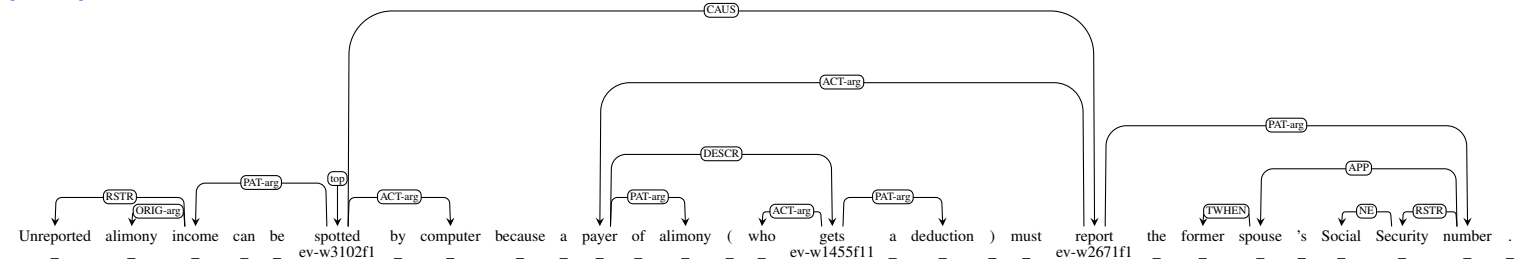 CAUS
ACT-arg
PAT-arg
DESCR
APP
PAT-arg top
RSTR ACT-arg PAT-arg PAT-arg
ORIG-arg ACT-arg TWHEN NE RSTR
Unreported alimony income can be spotted by computer because a payer of alimony ( who gets a deduction ) must report the former spouse 's Social Security number .
_ _ _ _ _ ev-w3102f1 _ _ _ _ _ _ _ _ _ ev-w1455f11 _ _ _ _ ev-w2671f1 _ _ _ _ _ _ _ _